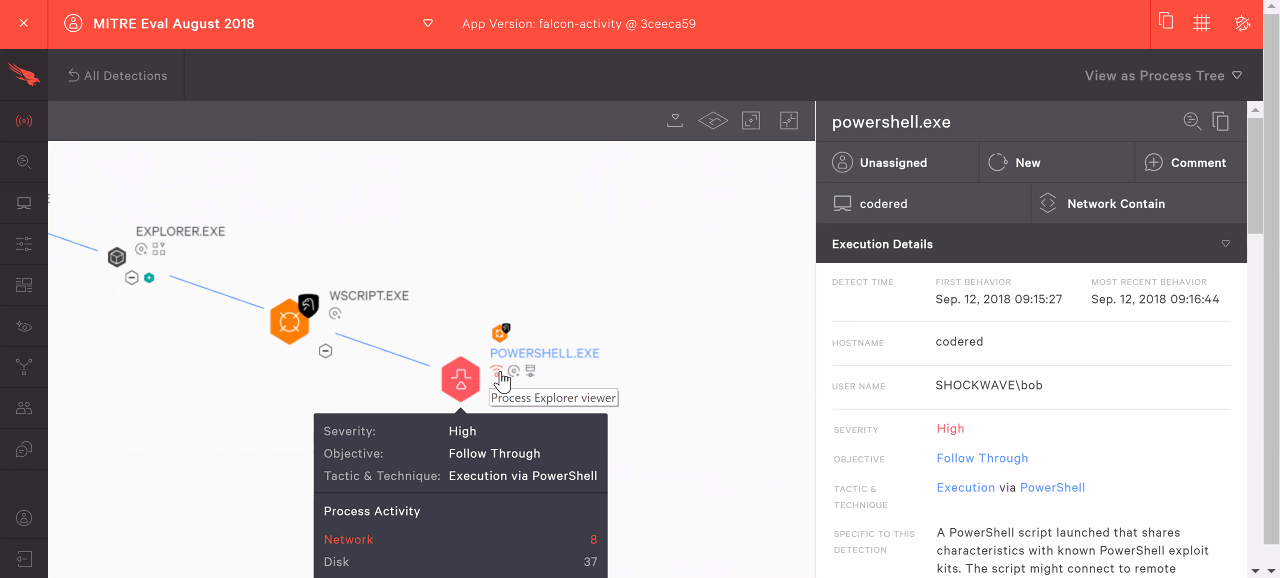 MITRE Eval August 2018
App Version: falcon-activity @ 3ceeca59
All Detections
View as Process Tree
powershell.exe
Unassigned
New
Comment
codered
Network Contain
Execution Details
EXPLORER.EXE
WSCRIPT.EXE
POWERSHELL.EXE
Process Explorer viewer
Severity: High
Objective: Follow Through
Tactic & Technique: Execution via PowerShell
Process Activity
Network 8
Disk 37
DETECT TIME
FIRST BEHAVIOR
Sep. 12, 2018 09:15:27
MOST RECENT BEHAVIOR
Sep. 12, 2018 09:16:44
HOSTNAME
codered
USER NAME
SHOCKWAVE\bob
SEVERITY
High
OBJECTIVE
Follow Through
TACTIC &
TECHNIQUE
Execution via PowerShell
SPECIFIC TO THIS
DETECTION
A PowerShell script launched that shares
characteristics with known PowerShell exploit
kits. The script might connect to remote